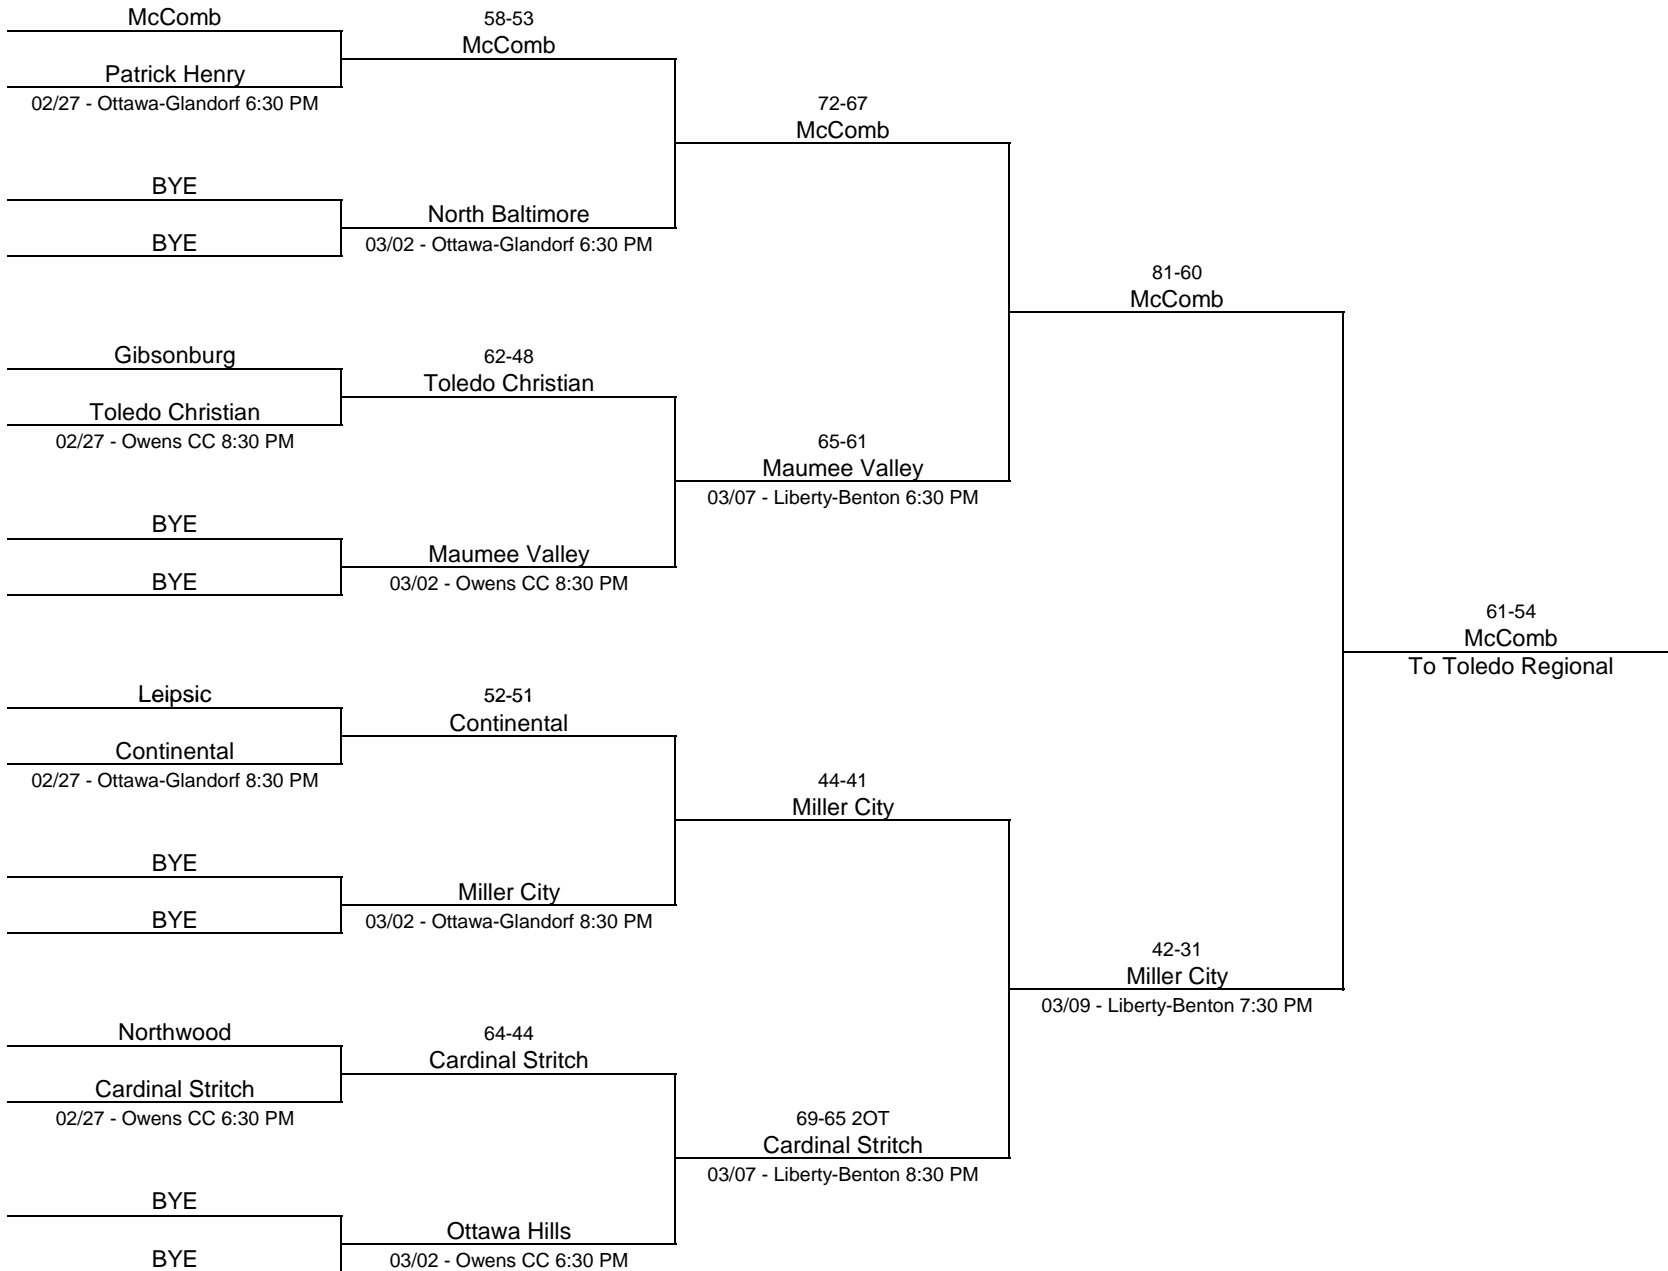 McComb
58-53
McComb
Patrick Henry
02/27 - Ottawa-Glandorf 6:30 PM
72-67
McComb
BYE
North Baltimore
BYE
03/02 - Ottawa-Glandorf 6:30 PM
81-60
McComb
Gibsonburg
62-48
Toledo Christian
Toledo Christian
02/27 - Owens CC 8:30 PM
65-61
Maumee Valley
03/07 - Liberty-Benton 6:30 PM
BYE
Maumee Valley
BYE
03/02 - Owens CC 8:30 PM
61-54
McComb
To Toledo Regional
Leipsic
52-51
Continental
Continental
02/27 - Ottawa-Glandorf 8:30 PM
44-41
Miller City
BYE
Miller City
BYE
03/02 - Ottawa-Glandorf 8:30 PM
42-31
Miller City
03/09 - Liberty-Benton 7:30 PM
Northwood
64-44
Cardinal Stritch
Cardinal Stritch
02/27 - Owens CC 6:30 PM
69-65 2OT
Cardinal Stritch
03/07 - Liberty-Benton 8:30 PM
BYE
Ottawa Hills
BYE
03/02 - Owens CC 6:30 PM